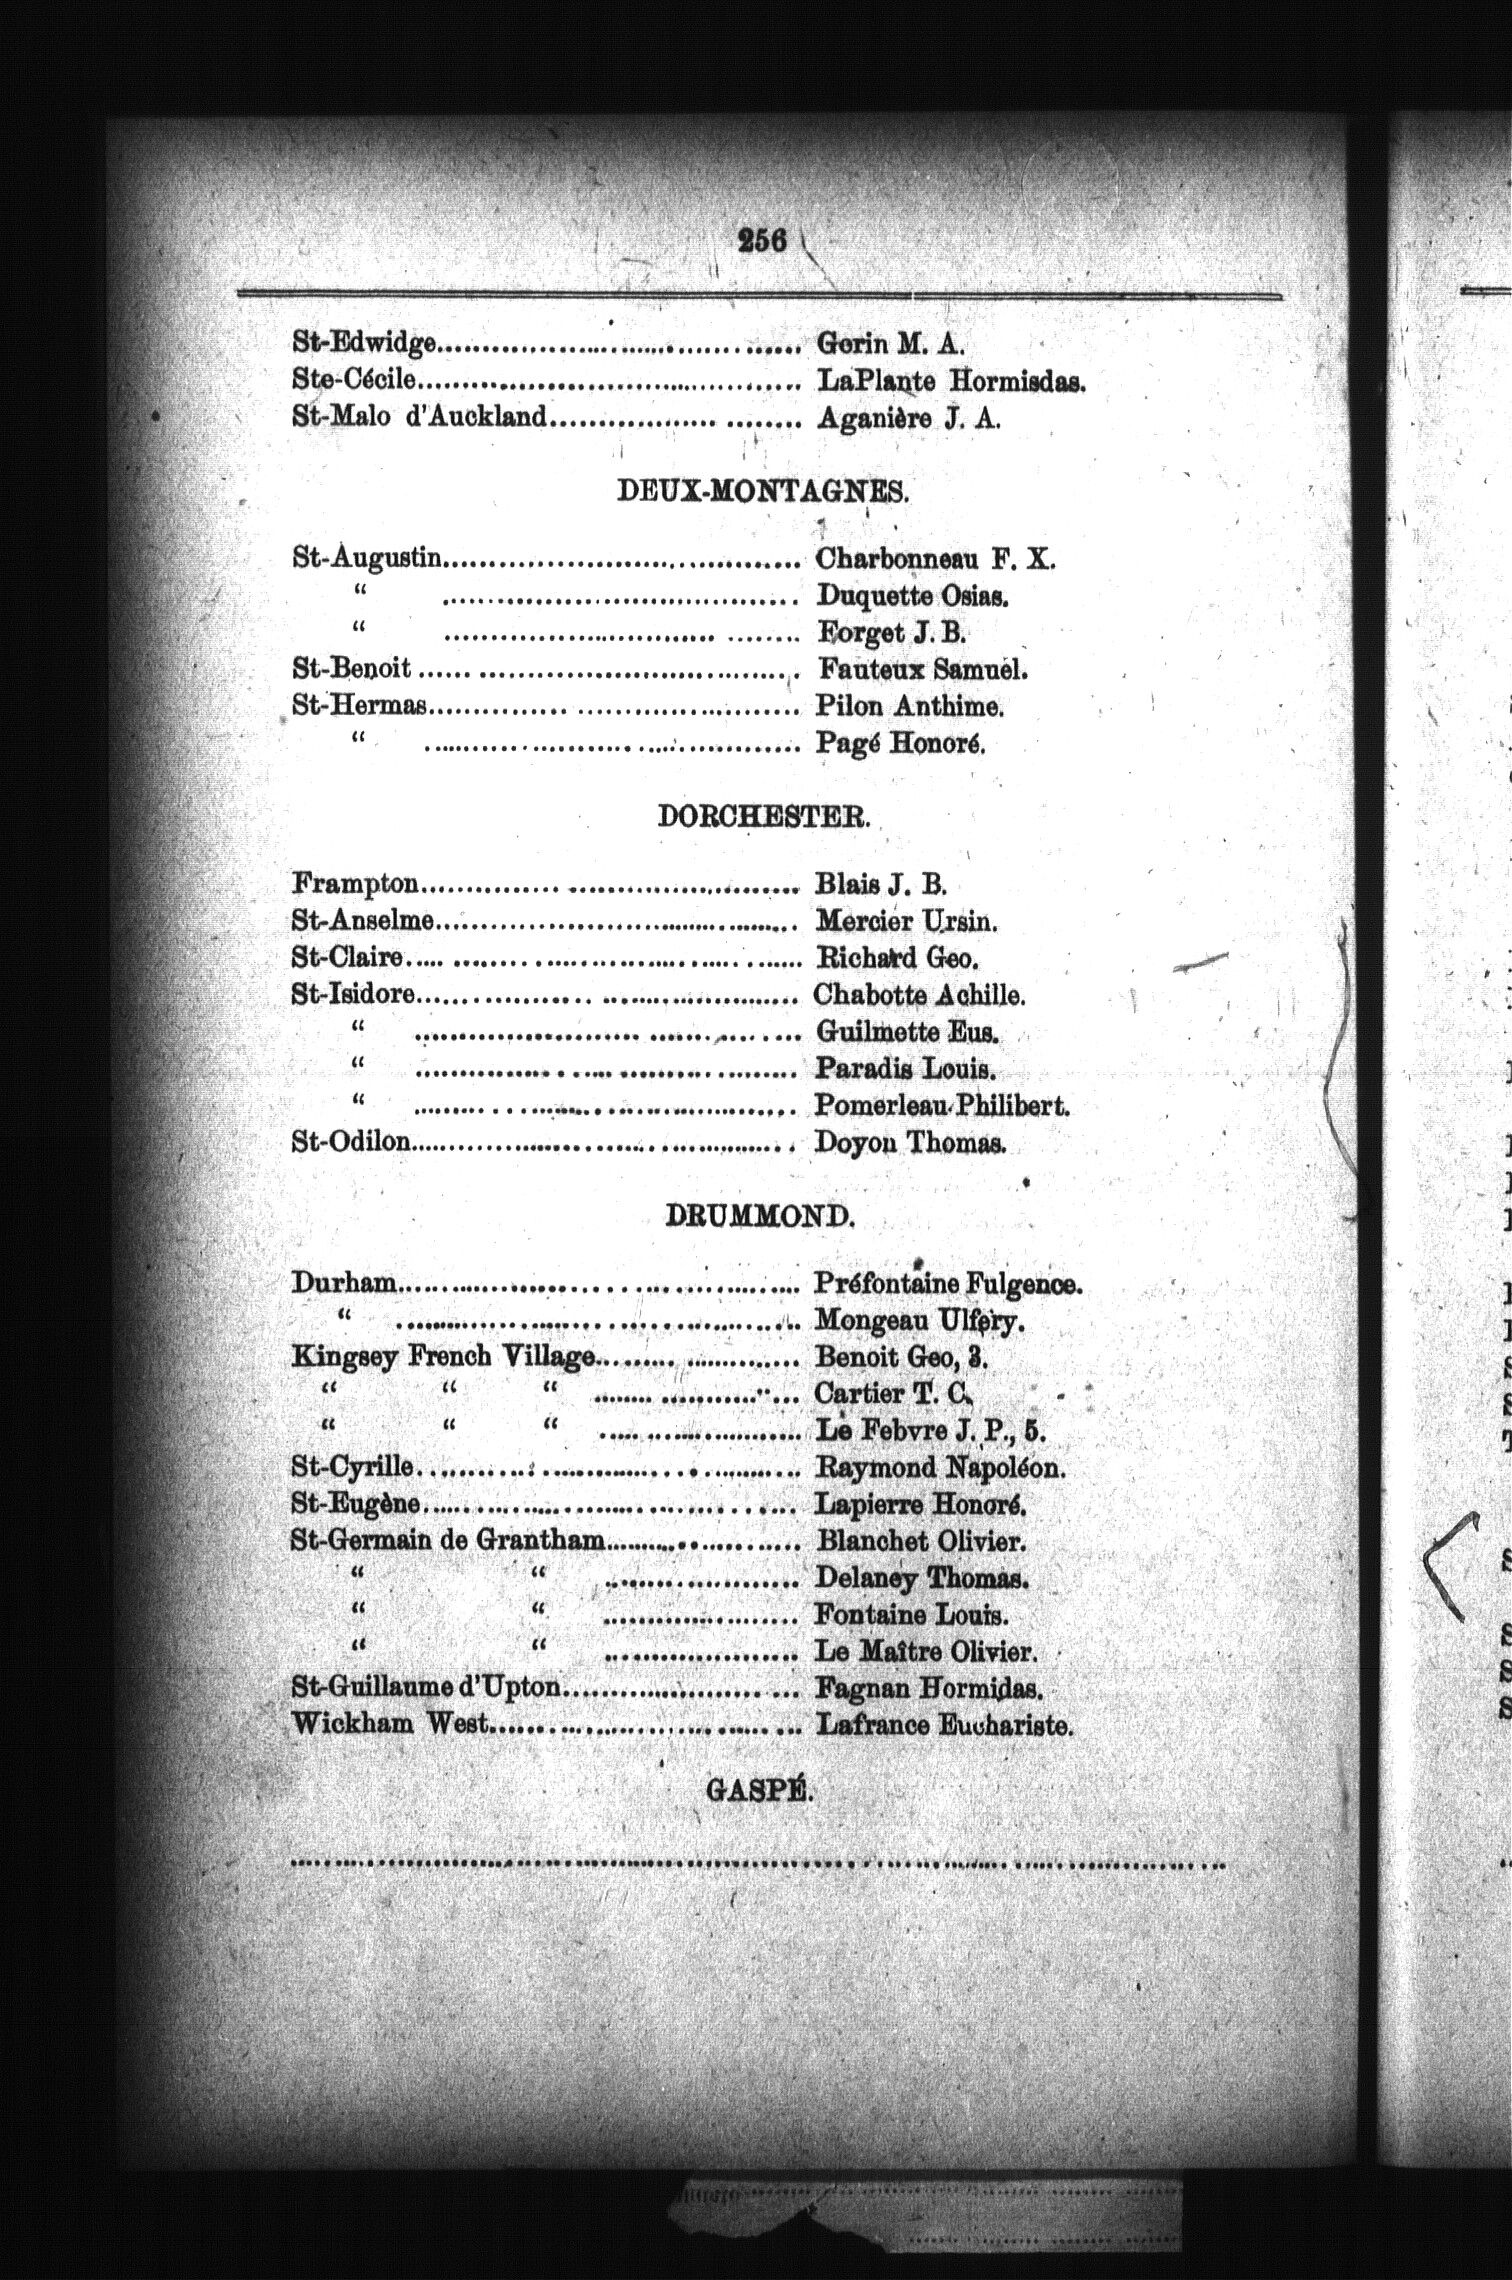 256
St-Edwidge........................................ Gorin M. A.
Ste-Cécile........................................ LaPlante Hormisdas.
St-Malo d'Auckland........................... Aganière J. A.
DEUX-MONTAGNES.
St-Augustin....................................... Charbonneau F. X.
“ ....................................... Duquette Osias.
“ ....................................... Forget J. B.
St-Benoit ......................................... Fauteux Samuel.
St-Hermas........................................ Pilon Anthime.
“ ........................................ Pagé Honoré.
DORCHESTER.
Frampton......................................... Blais J. B.
St-Anselme....................................... Mercier Ursin.
St-Claire.......................................... Richard Geo.
St-Isidore......................................... Chabotte Achille.
“ ......................................... Guilmette Eus.
“ ......................................... Paradis Louis.
“ ......................................... Pomerleau Philibert.
St-Odilon......................................... Doyon Thomas.
DRUMMOND.
Durham........................................... Préfontaine Fulgence.
“ ........................................... Mongeau Ulfery.
Kingsey French Village...................... Benoit Geo, 3.
“ “ “ ...................... Cartier T. C.
“ “ “ ...................... Le Febvre J. P., 5.
St-Cyrille......................................... Raymond Napoléon.
St-Eugène........................................ Lapierre Honoré.
St-Germain de Grantham..................... Blanchet Olivier.
“ “ ..................... Delaney Thomas.
“ “ ..................... Fontaine Louis.
“ “ ..................... Le Maître Olivier.
St-Guillaume d'Upton......................... Fagnan Hormidas.
Wickham West................................. Lafrance Euchariste.
GASPÉ.
....................................................................................................